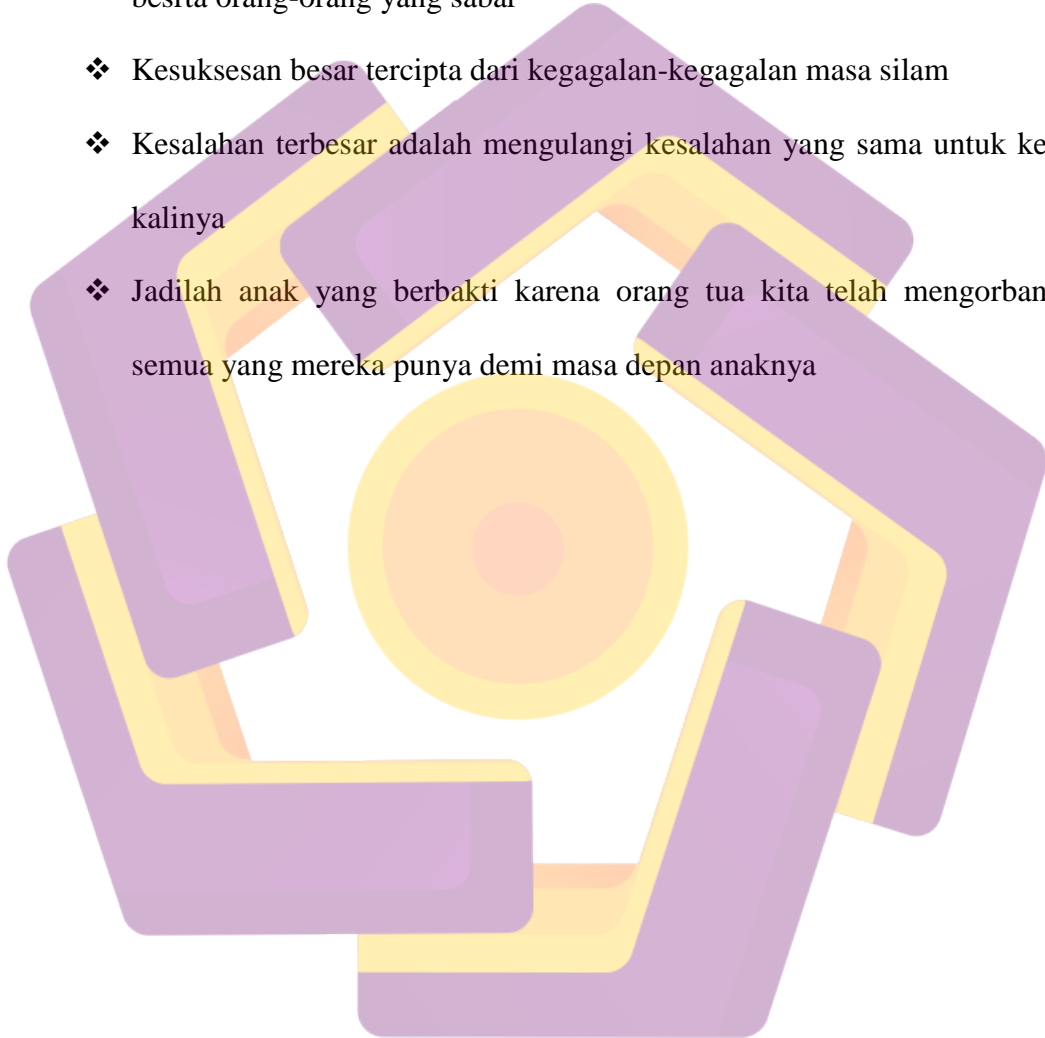 besrta orang-orang yang sabar
❖ Kesuksesan besar tercipta dari kegagalan-kegagalan masa silam
❖ Kesalahan terbesar adalah mengulangi kesalahan yang sama untuk ke
kalinya
❖ Jadilah anak yang berbakti karena orang tua kita telah mengorban
semua yang mereka punya demi masa depan anaknya